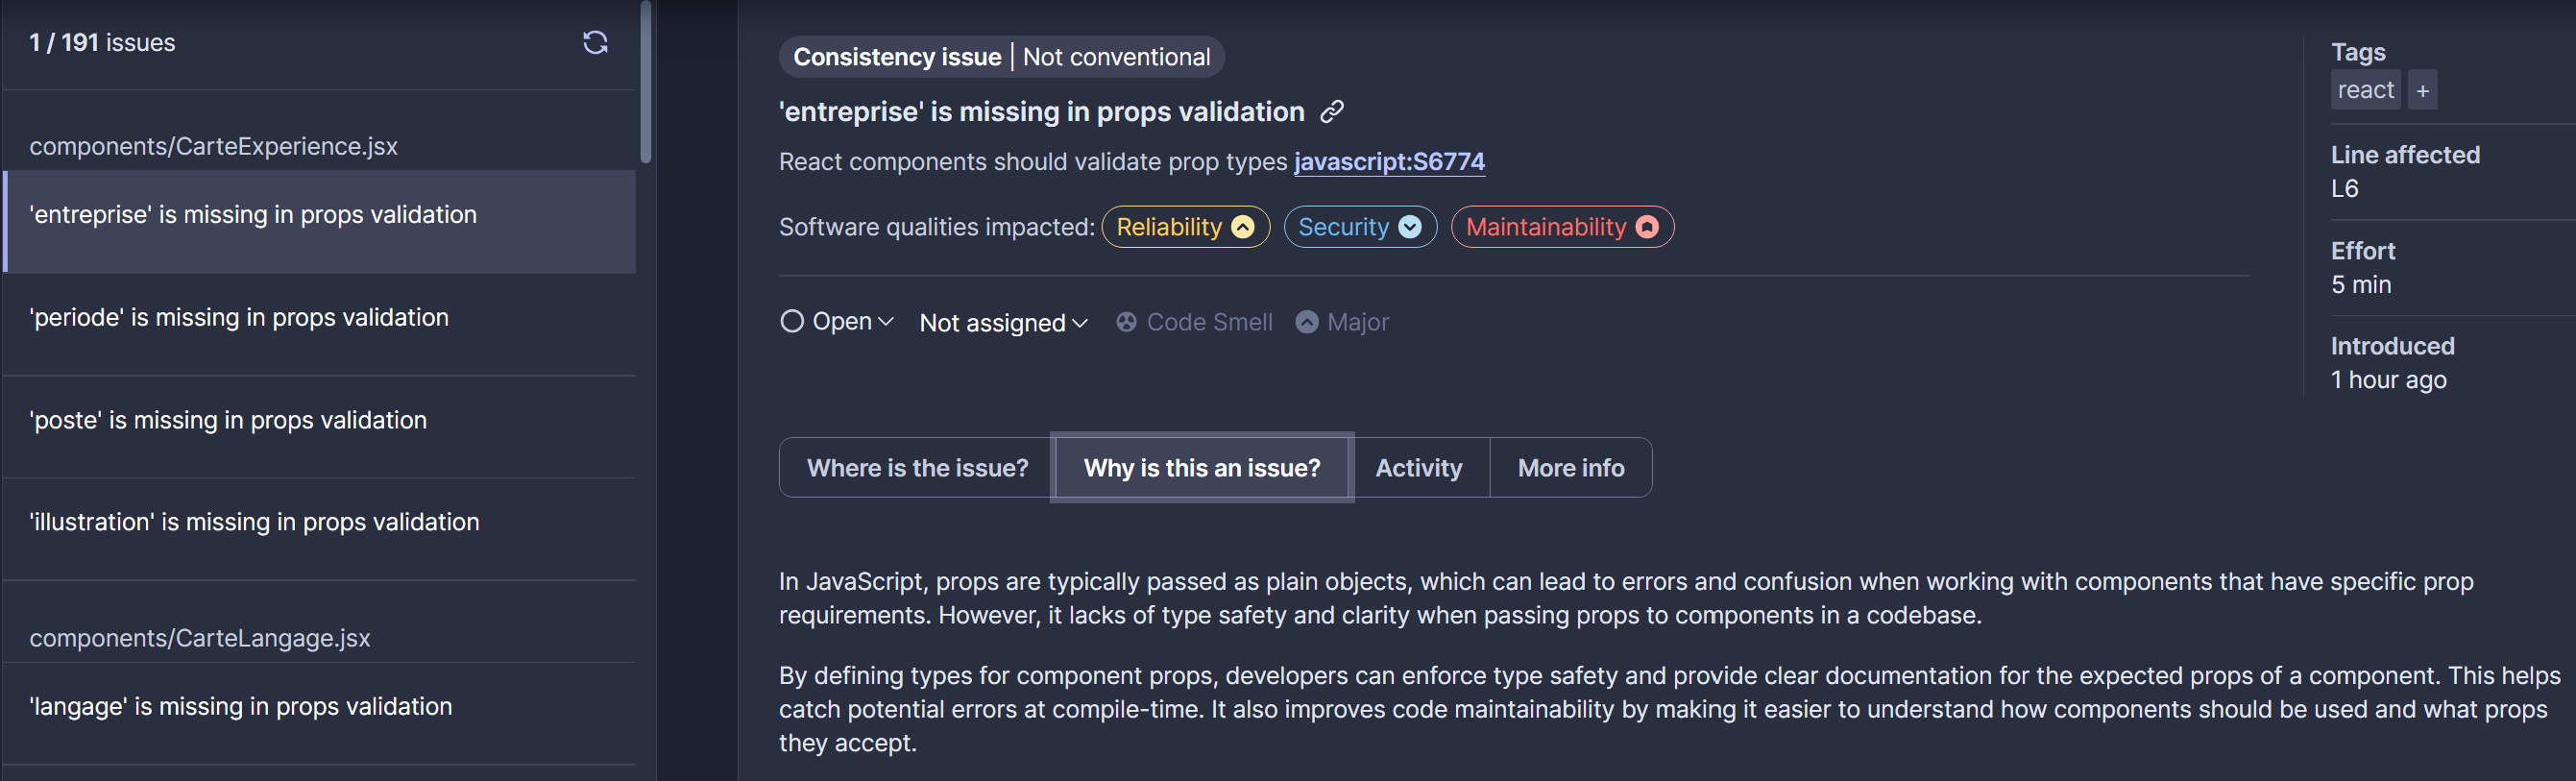 1 / 191 issues
components/CarteExperience.jsx
'entreprise' is missing in props validation
'periode' is missing in props validation
'poste' is missing in props validation
'illustration' is missing in props validation
components/CarteLangage.jsx
'langage' is missing in props validation
Consistency issue | Not conventional
'entreprise' is missing in props validation
React components should validate prop types javascript:S6774
Software qualities impacted: Reliability Security Maintainability
Open Not assigned Code Smell Major
Where is the issue? Why is this an issue? Activity More info
In JavaScript, props are typically passed as plain objects, which can lead to errors and confusion when working with components that have specific prop
requirements. However, it lacks of type safety and clarity when passing props to components in a codebase.
By defining types for component props, developers can enforce type safety and provide clear documentation for the expected props of a component. This helps
catch potential errors at compile-time. It also improves code maintainability by making it easier to understand how components should be used and what props
they accept.
Tags
react +
Line affected
L6
Effort
5 min
Introduced
1 hour ago